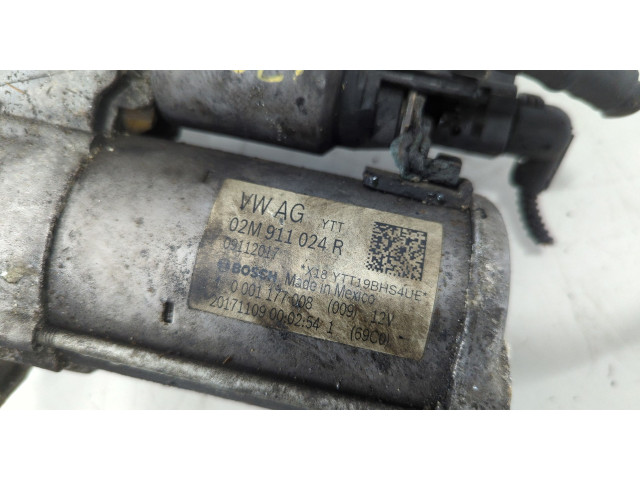 VW AG YTT
02M 911 024 R
09112017
*X18 YTT19BHS4UE*
BOSCH Made in Mexico
0 001 177 008 (009) 12V
20171109 00:02:54 1 (69C0)